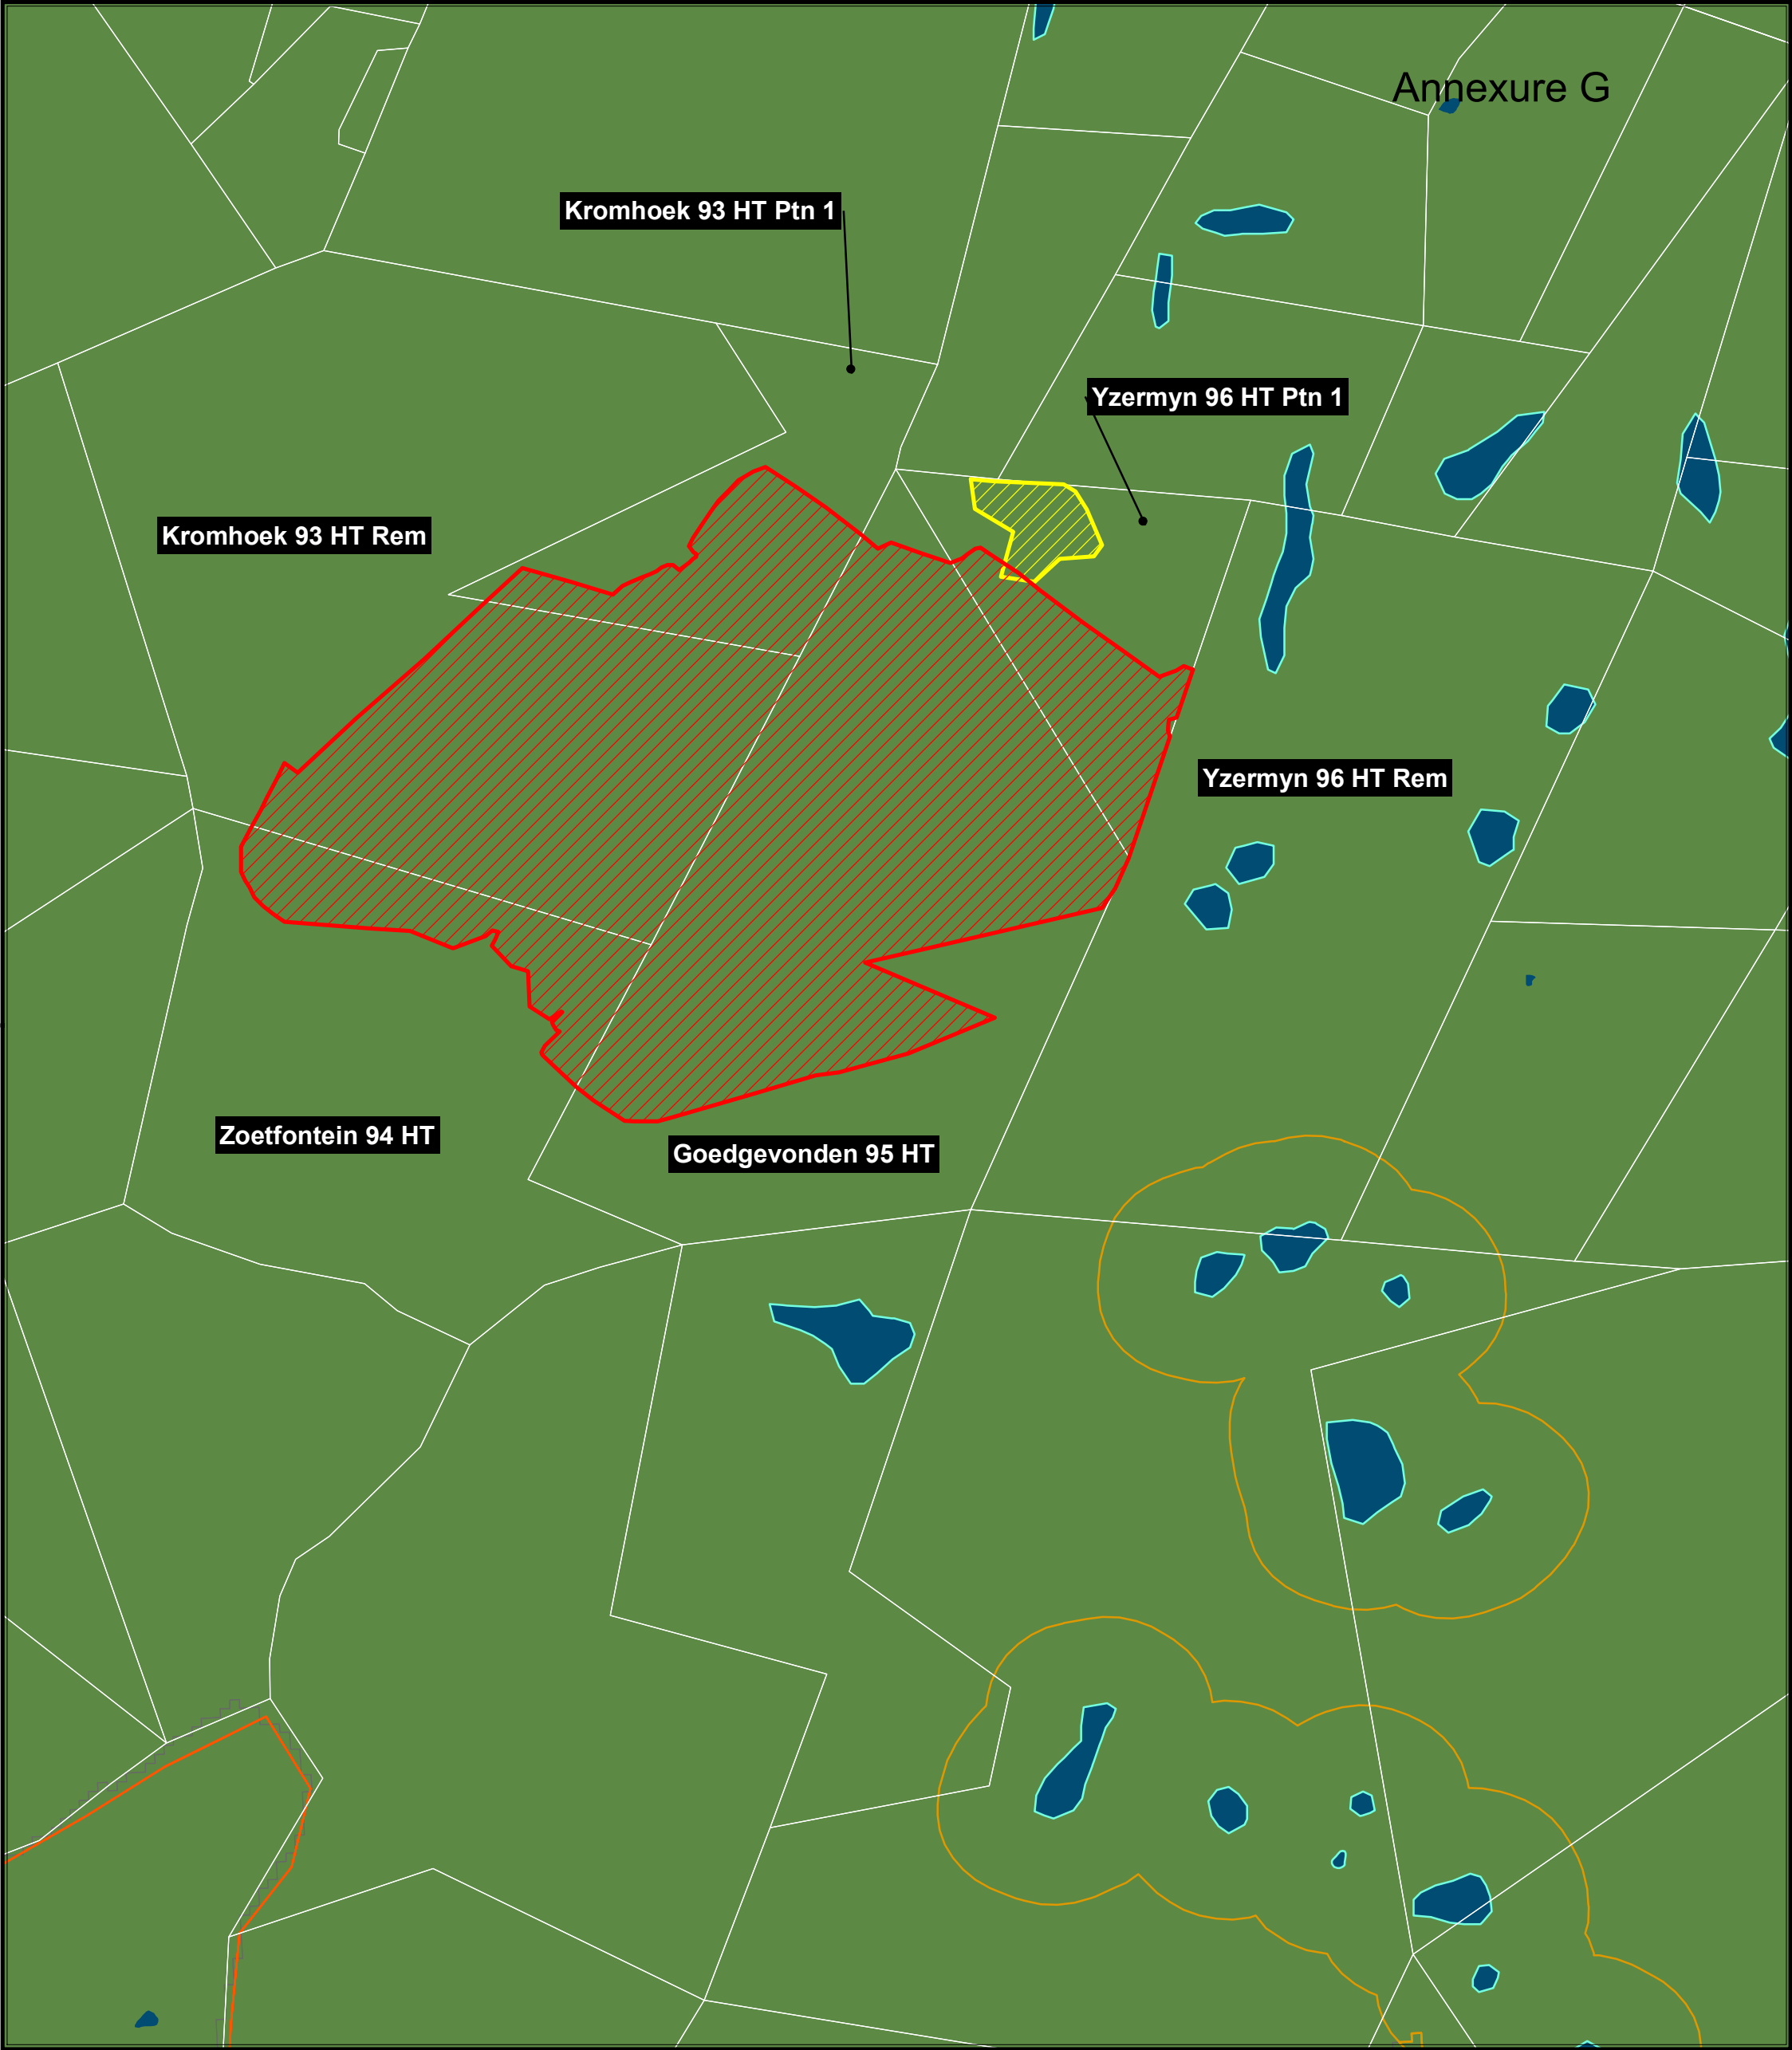 Annexure G
Kromhoek 93 HT Ptn 1
Yzermyn 96 HT Ptn 1
Kromhoek 93 HT Rem
Yzermyn 96 HT Rem
Zoetfontein 94 HT
Goedgevonden 95 HT